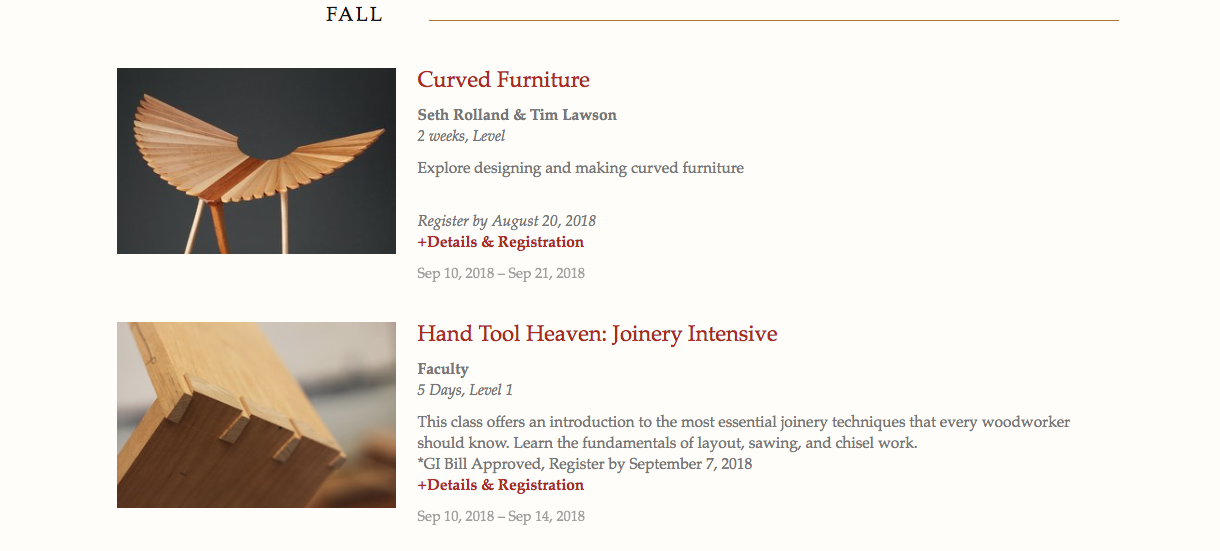 FALL
Curved Furniture
Seth Rolland & Tim Lawson
2 weeks, Level
Explore designing and making curved furniture
Register by August 20, 2018
+Details & Registration
Sep 10, 2018 – Sep 21, 2018
Hand Tool Heaven: Joinery Intensive
Faculty
5 Days, Level 1
This class offers an introduction to the most essential joinery techniques that every woodworker
should know. Learn the fundamentals of layout, sawing, and chisel work.
*GI Bill Approved, Register by September 7, 2018
+Details & Registration
Sep 10, 2018 – Sep 14, 2018